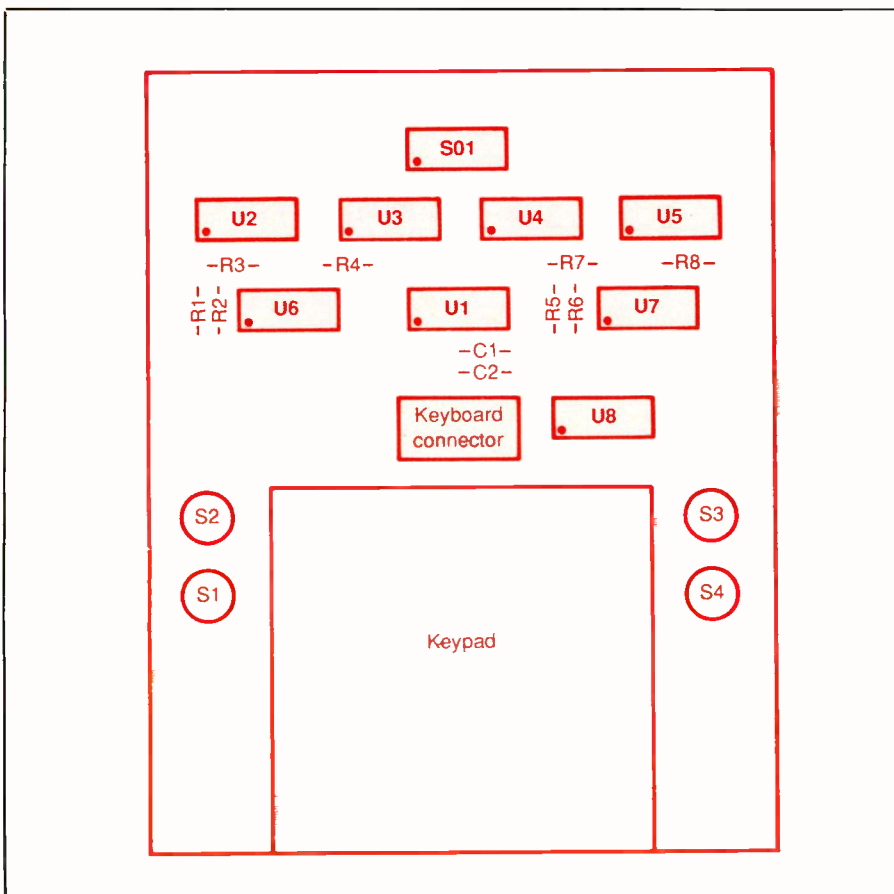 S01
U2 U3 U4 U5
-R3- -R4- -R7- -R8-
-R1- -R2- U6 U1 -R5- -R6- U7
-C1-
-C2-
Keyboard
connector
U8
S2 S3
S1 S4
Keypad